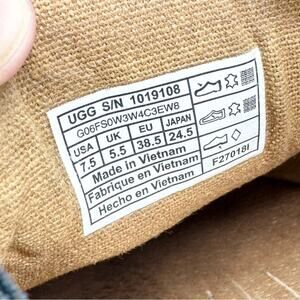 UGG S/N 1019108
G06FS0W3W4C3EW8
USA UK EU JAPAN
7.5 5.5 38.5 24.5
Made in Vietnam
Fabrique en Vietnam
Hecho en Vietnam
F27018I